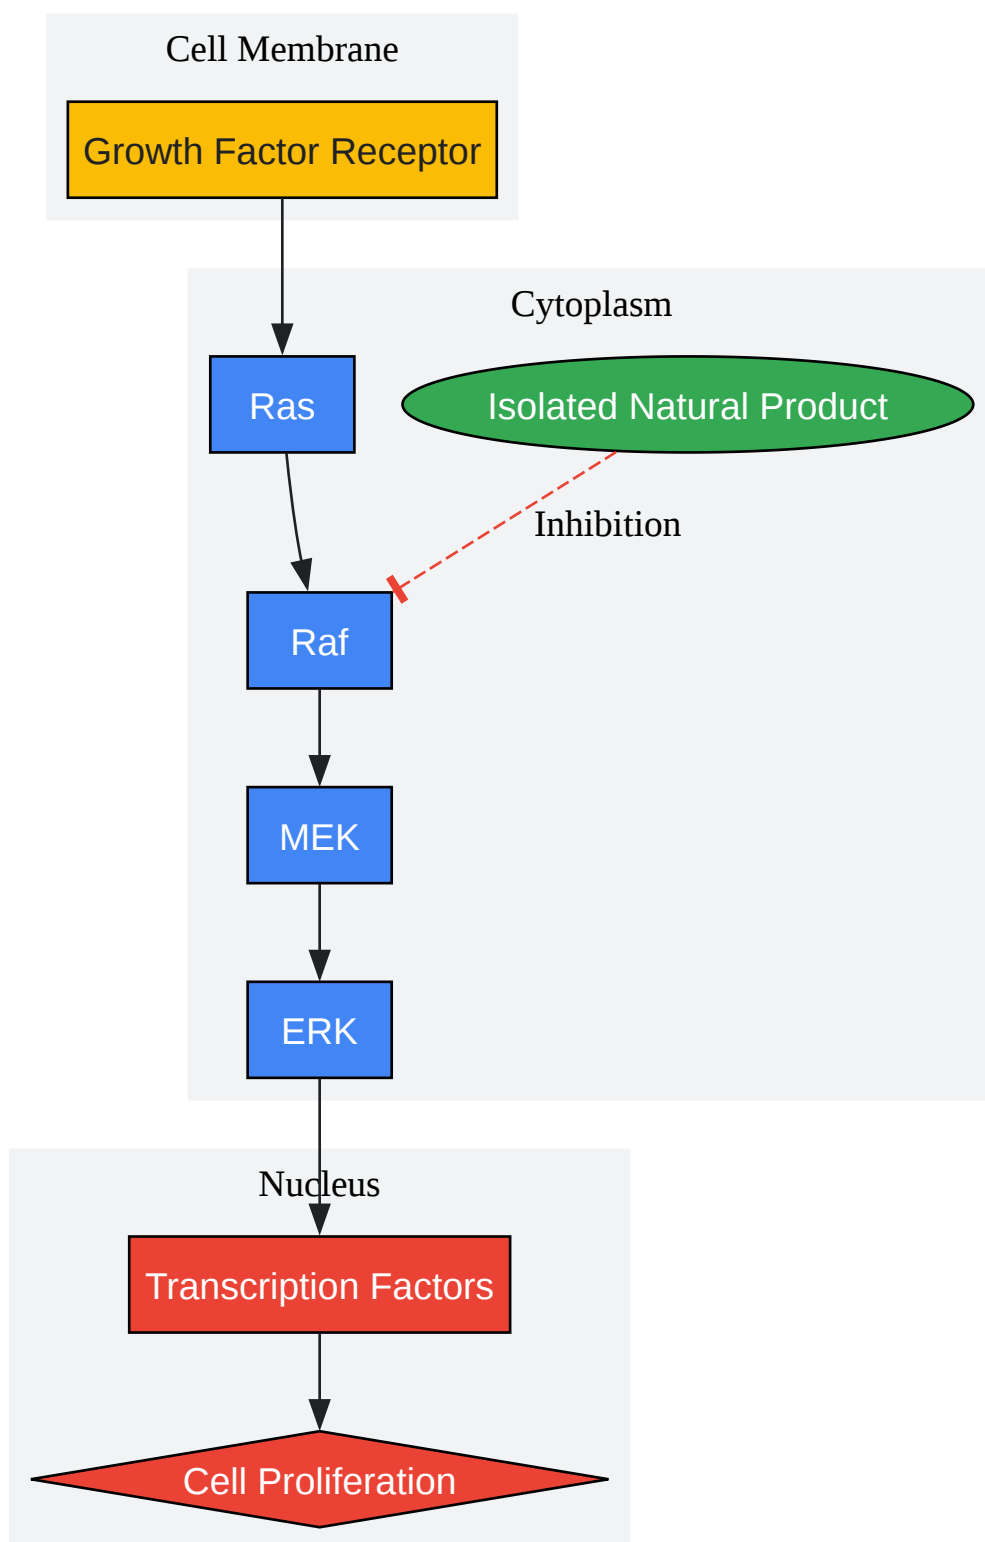 Cell Membrane
Growth Factor Receptor
Cytoplasm
Ras
Isolated Natural Product
Inhibition
Raf
MEK
ERK
Nucleus
Transcription Factors
Cell Proliferation